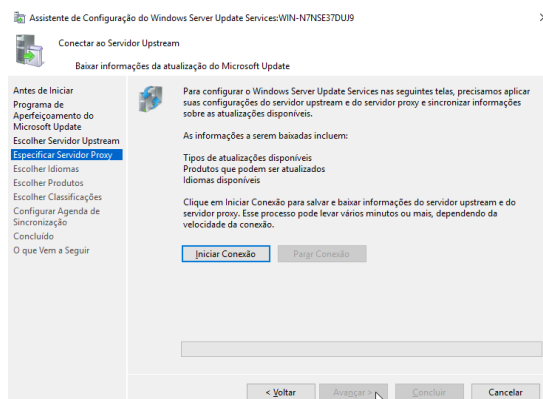 Assistente de Configuração do Windows Server Update Services:WIN-N7NSE37DUJ9
Conectar ao Servidor Upstream
Baixar informações da atualização do Microsoft Update
Antes de Iniciar
Programa de
Aperfeiçoamento do
Microsoft Update
Escolher Servidor Upstream
Especificar Servidor Proxy
Escolher Idiomas
Escolher Produtos
Escolher Classificações
Configurar Agenda de
Sincronização
Concluído
O que Vem a Seguir
Para configurar o Windows Server Update Services nas seguintes telas, precisamos aplicar
suas configurações do servidor upstream e do servidor proxy e sincronizar informações
sobre as atualizações disponíveis.
As informações a serem baixadas incluem:
Tipos de atualizações disponíveis
Produtos que podem ser atualizados
Idiomas disponíveis
Clique em Iniciar Conexão para salvar e baixar informações do servidor upstream e do
servidor proxy. Esse processo pode levar vários minutos ou mais, dependendo da
velocidade da conexão.
Iniciar Conexão
Parar Conexão
< Voltar
Avançar >
Concluir
Cancelar